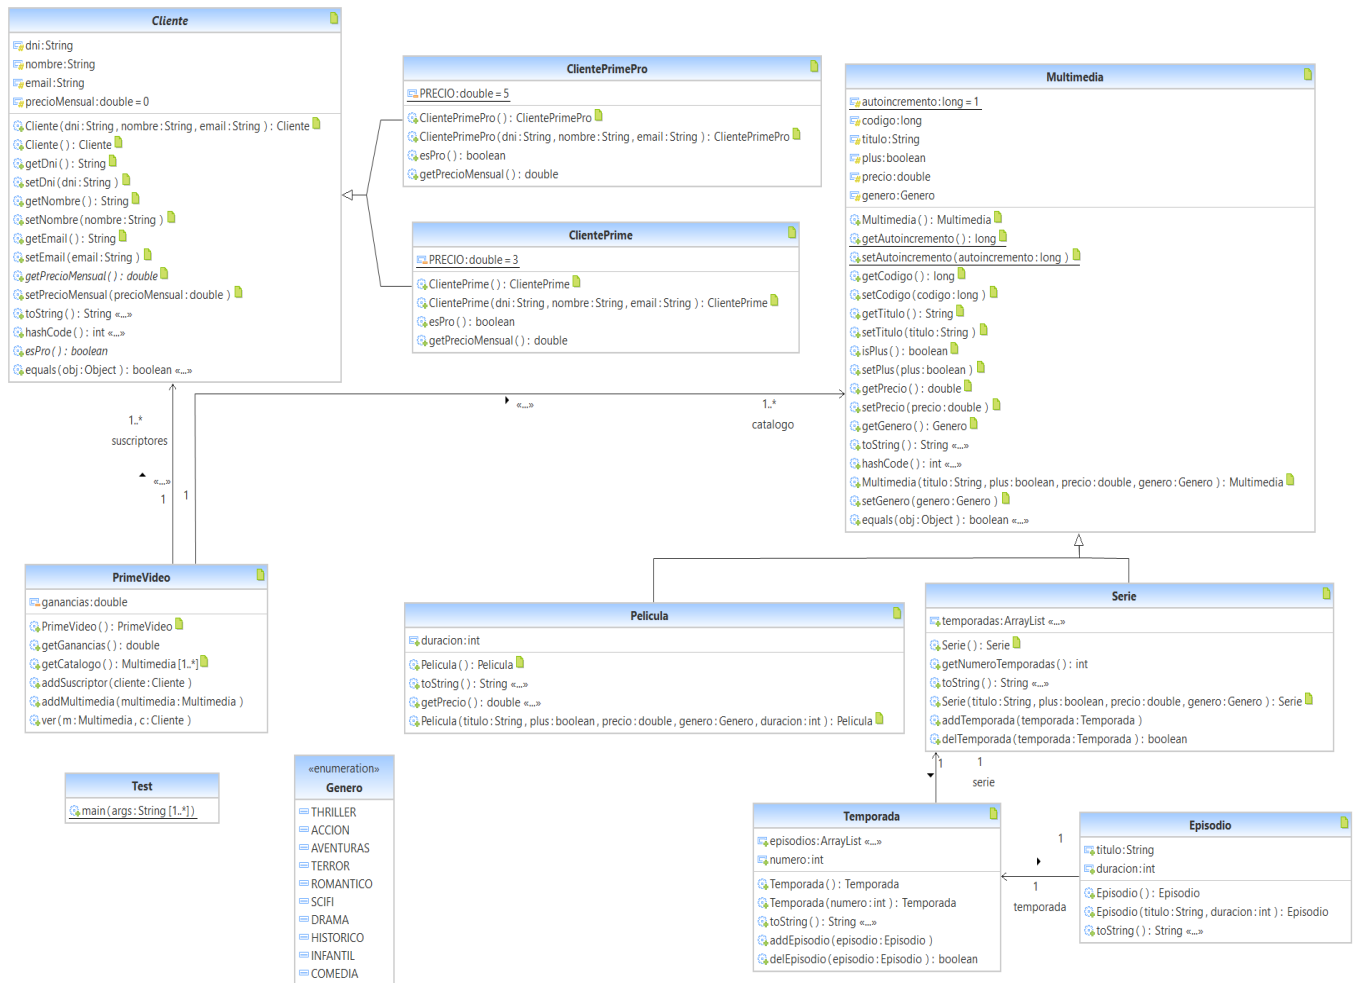 Cliente
dni:String
nombre:String
email:String
precioMensual:double = 0
Cliente(dni:String, nombre:String, email:String): Cliente
Cliente(): Cliente
getDni(): String
setDni(dni:String)
getNombre(): String
setNombre(nombre:String)
getEmail(): String
setEmail(email:String)
getPrecioMensual(): double
setPrecioMensual(precioMensual:double)
toString(): String «...»
hashCode(): int «...»
esPro(): boolean
equals(obj:Object): boolean «...»
ClientePrimePro
PRECIO:double = 5
ClientePrimePro(): ClientePrimePro
ClientePrimePro(dni:String, nombre:String, email:String): ClientePrimePro
esPro(): boolean
getPrecioMensual(): double
ClientePrime
PRECIO:double = 3
ClientePrime(): ClientePrime
ClientePrime(dni:String, nombre:String, email:String): ClientePrime
esPro(): boolean
getPrecioMensual(): double
Multimedia
autoincremento:long = 1
codigo:long
titulo:String
plus:boolean
precio:double
genero:Genero
Multimedia(): Multimedia
getAutoincremento(): long
setAutoincremento(autoincremento:long)
getCodigo(): long
setCodigo(codigo:long)
getTitulo(): String
setTitulo(titulo:String)
isPlus(): boolean
setPlus(plus:boolean)
getPrecio(): double
setPrecio(precio:double)
getGenero(): Genero
toString(): String «...»
hashCode(): int «...»
Multimedia(titulo:String, plus:boolean, precio:double, genero:Genero): Multimedia
setGenero(genero:Genero)
equals(obj:Object): boolean «...»
1..*
suscriptores
«...»
1
1
«...»
1..*
catalogo
PrimeVideo
ganancias:double
PrimeVideo(): PrimeVideo
getGanancias(): double
getCatalogo(): Multimedia[1..*]
addSuscriptor(cliente:Cliente)
addMultimedia(multimedia:Multimedia)
ver(m:Multimedia, c:Cliente)
Pelicula
duracion:int
Pelicula(): Pelicula
toString(): String «...»
getPrecio(): double «...»
Pelicula(titulo:String, plus:boolean, precio:double, genero:Genero, duracion:int): Pelicula
Serie
temporadas:ArrayList «...»
Serie(): Serie
getNumeroTemporadas(): int
toString(): String «...»
Serie(titulo:String, plus:boolean, precio:double, genero:Genero): Serie
addTemporada(temporada:Temporada)
delTemporada(temporada:Temporada): boolean
1
1
serie
Test
main(args:String[1..*])
«enumeration»
Genero
THRILLER
ACCION
AVENTURAS
TERROR
ROMANTICO
SCIFI
DRAMA
HISTORICO
INFANTIL
COMEDIA
Temporada
episodios:ArrayList «...»
numero:int
Temporada(): Temporada
Temporada(numero:int): Temporada
toString(): String «...»
addEpisodio(episodio:Episodio)
delEpisodio(episodio:Episodio): boolean
1
1
temporada
Episodio
titulo:String
duracion:int
Episodio(): Episodio
Episodio(titulo:String, duracion:int): Episodio
toString(): String «...»